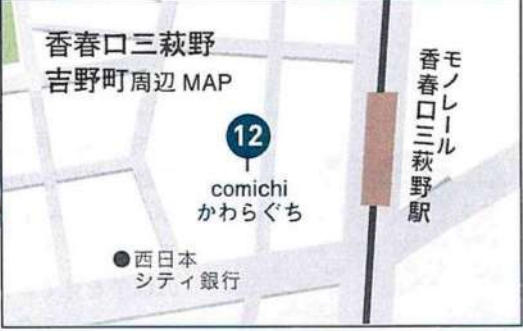 香春口三萩野
吉野町周辺 MAP
モノレール
香春口三萩野駅
12
comichi
かわらぐち
西日本
シティ銀行